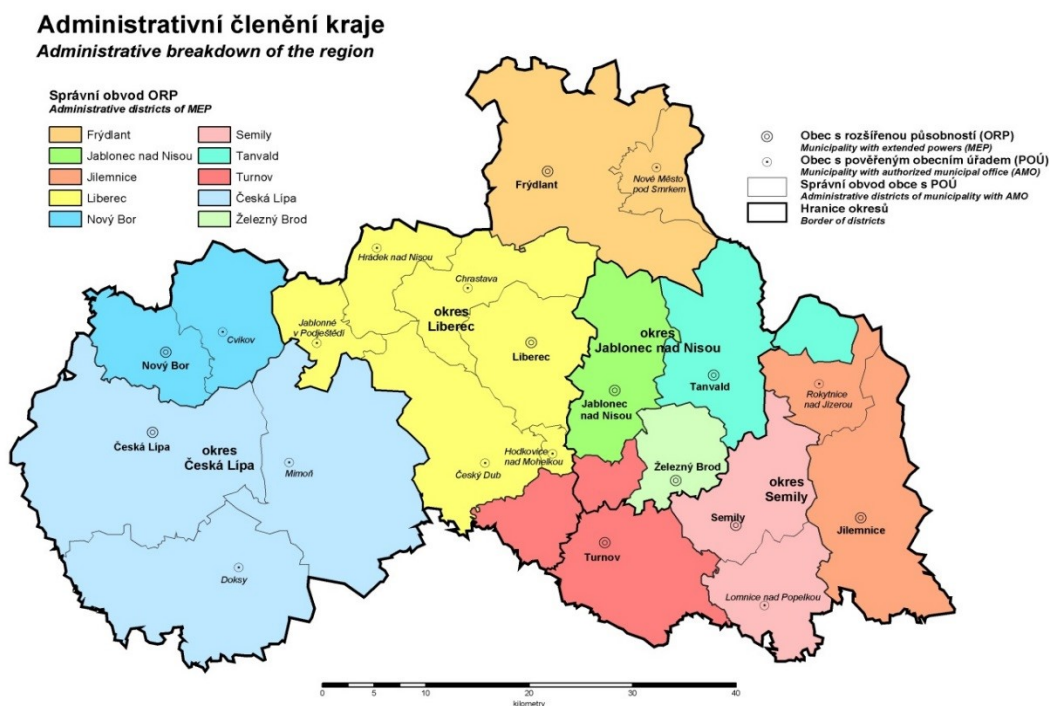 Administrativní členění kraje
Administrative breakdown of the region
Správní obvod ORP
Administrative districts of MEP
Frýdlant
Jablonec nad Nisou
Jilemnice
Liberec
Nový Bor
Semily
Tanvald
Turnov
Česká Lípa
Železný Brod
Obec s rozšířenou působností (ORP)
Municipality with extended powers (MEP)
Obec s pověřeným obecním úřadem (POÚ)
Municipality with authorized municipal office (AMO)
Správní obvod obce s POÚ
Administrative districts of municipality with AMO
Hranice okresů
Border of districts
Frýdlant
Nové Město
pod Smrkem
Hrádek nad Nisou
Chrastava
okres
Liberec
Jablonné
v Podještědí
Cvikov
Nový Bor
Liberec
okres
Jablonec nad Nisou
Tanvald
Jablonec
nad Nisou
Rokytnice
nad Jizerou
Česká Lípa
okres
Česká Lípa
Mimoň
Hodkovice
nad Mohelkou
Český Dub
Železný Brod
okres
Semily
Semily
Jilemnice
Turnov
Doksy
Lomnice nad Popelkou
0 5 10 20 30 40
kilometry